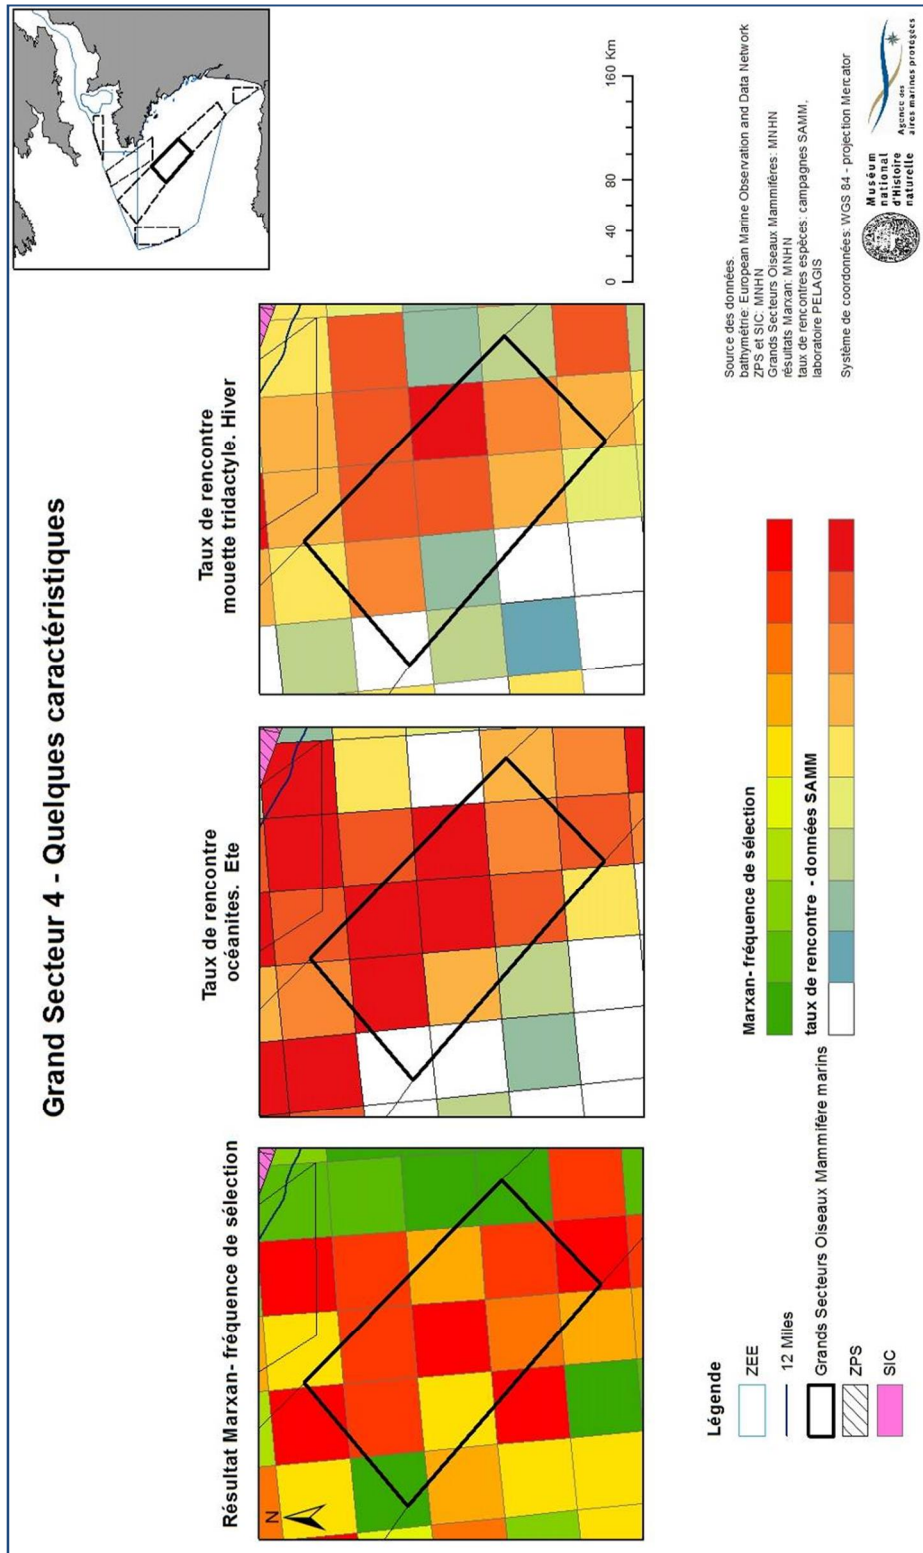 Grand Secteur 4 - Quelques caractéristiques
Résultat Marxan- fréquence de sélection
Taux de rencontre
océanites.  Ete
Taux de rencontre
mouette tridactyle. Hiver
N
0 40 80 160 Km
Légende
ZEE
12 Miles
Grands Secteurs Oiseaux Mammifère marins
ZPS
SIC
Marxan- fréquence de sélection
taux de rencontre - données SAMM
Source des données.
bathymétrie: European Marine Observation and Data Network
ZPS et SIC: MNHN
Grands Secteurs Oiseaux Mammifères: MNHN
résultats Marxan: MNHN
taux de rencontres espèces: campagnes SAMM,
laboratoire PELAGIS
Système de coordonnées: WGS 84 - projection Mercator
Muséum
national
d'Histoire
naturelle
Agence des
aires marines protégées